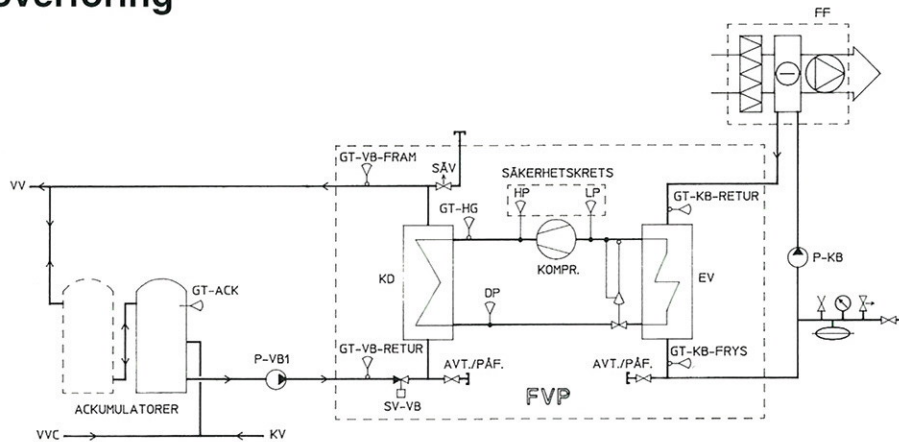 överföring
FF
GT-VB-FRAM
SÄV
SÄKERHETSKRETS
HP
LP
GT-KB-RETUR
VV
GT-HG
KOMPR.
P-KB
KD
EV
GT-ACK
DP
P-VB1
GT-VB-RETUR
AVT./PÅF.
AVT./PÅF.
GT-KB-FRYS
SV-VB
FVP
ACKUMULATORER
VVC
KV